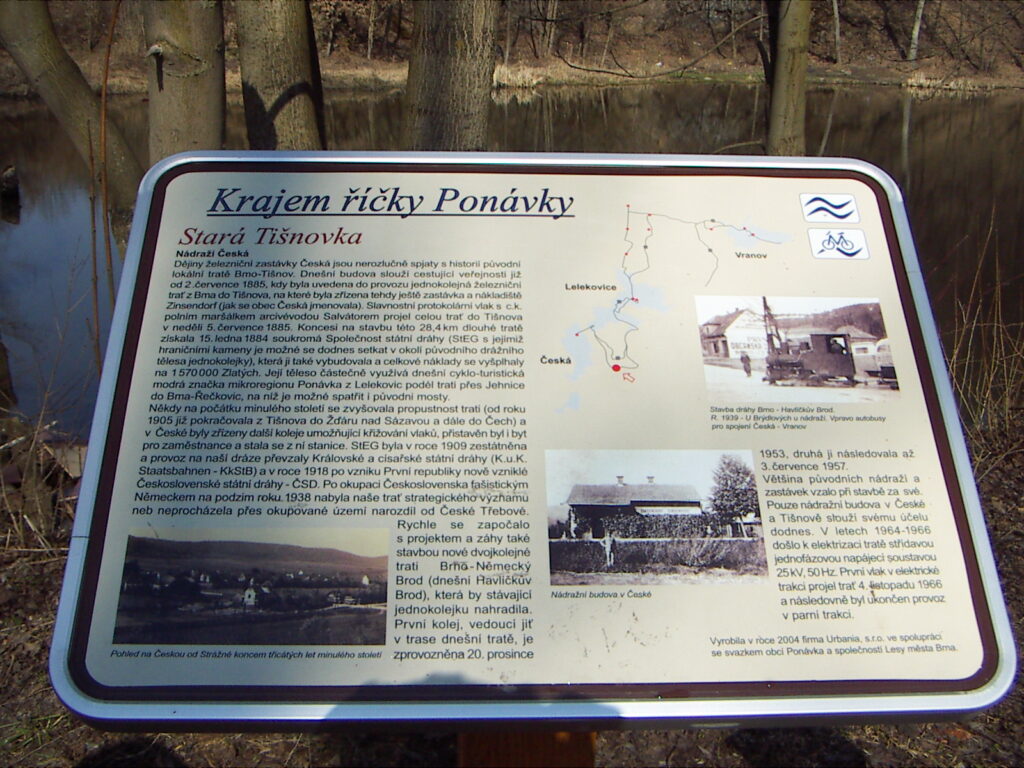 Krajem říčky Ponávky
Stará Tišnovka
Nádraží Česká
Dějiny železniční zastávky Česká jsou nerozlučně spjaty s historií původní
lokální tratě Brno-Tišnov. Dnešní budova slouží cestující veřejnosti již
od 2.července 1885, kdy byla uvedena do provozu jednokolejná železniční
trať z Brna do Tišnova, na které byla zřízena tehdy ještě zastávka a nákladiště
Zinsendorf (jak se obec Česká jmenovala). Slavnostní protokolární vlak s c.k.
polním maršálkem arcivévodou Salvátorem projel celou trať do Tišnova
v neděli 5.července 1885. Koncesi na stavbu této 28,4km dlouhé tratě
získala 15.ledna 1884 soukromá Společnost státní dráhy (StEG s jejímiž
hraničními kameny je možné se dodnes setkat v okolí původního drážního
tělesa jednokolejky), která ji také vybudovala a celkové náklady se vyšplhaly
na 1570000 Zlatých. Její těleso částečně využívá dnešní cyklo-turistická
modrá značka mikroregionu Ponávka z Lelekovic podél trati přes Jehnice
do Brna-Řečkovic, na níž je možné spatřit i původní mosty.
Někdy na počátku minulého století se zvyšovala propustnost trati (od roku
1905 již pokračovala z Tišnova do Žďáru nad Sázavou a dále do Čech) a
v České byly zřízeny další koleje umožňující křižování vlaků, přistavěn byl i byt
pro zaměstnance a stala se z ní stanice. StEG byla v roce 1909 zestátněna
a provoz na naší dráze převzaly Královské a císařské státní dráhy (K.u.K.
Staatsbahnen - KkStB) a v roce 1918 po vzniku První republiky nově vzniklé
Československé státní dráhy - ČSD. Po okupaci Československa fašistickým
Německem na podzim roku 1938 nabyla naše trať strategického významu
neb neprocházela přes okupované území narozdíl od České Třebové.
Rychle se započalo
s projektem a záhy také
stavbou nové dvojkolejné
trati Brno-Německý
Brod (dnešní Havlíčkův
Brod), která by stávající
jednokolejku nahradila.
První kolej, vedoucí jiť
v trase dnešní tratě, je
zprovozněna 20. prosince
Pohled na Českou od Strážné koncem třicátých let minulého století
Vranov
Lelekovice
Česká
Stavba dráhy Brno - Havlíčkův Brod.
R. 1939 - U Brýdlových u nádraží. Vpravo autobusy
pro spojení Česká - Vranov
Nádražní budova v České
1953, druhá ji následovala až
3.července 1957.
Většina původních nádraží a
zastávek vzalo při stavbě za své.
Pouze nádražní budova v České
a Tišnově slouží svému účelu
dodnes. V letech 1964-1966
došlo k elektrizaci tratě střídavou
jednofázovou napájecí soustavou
25kV, 50Hz. První vlak v elektrické
trakci projel trať 4. listopadu 1966
a následovně byl ukončen provoz
v parní trakci.
Vyrobila v roce 2004 firma Urbania, s.r.o. ve spolupráci
se svazkem obcí Ponávka a společností Lesy města Brna.